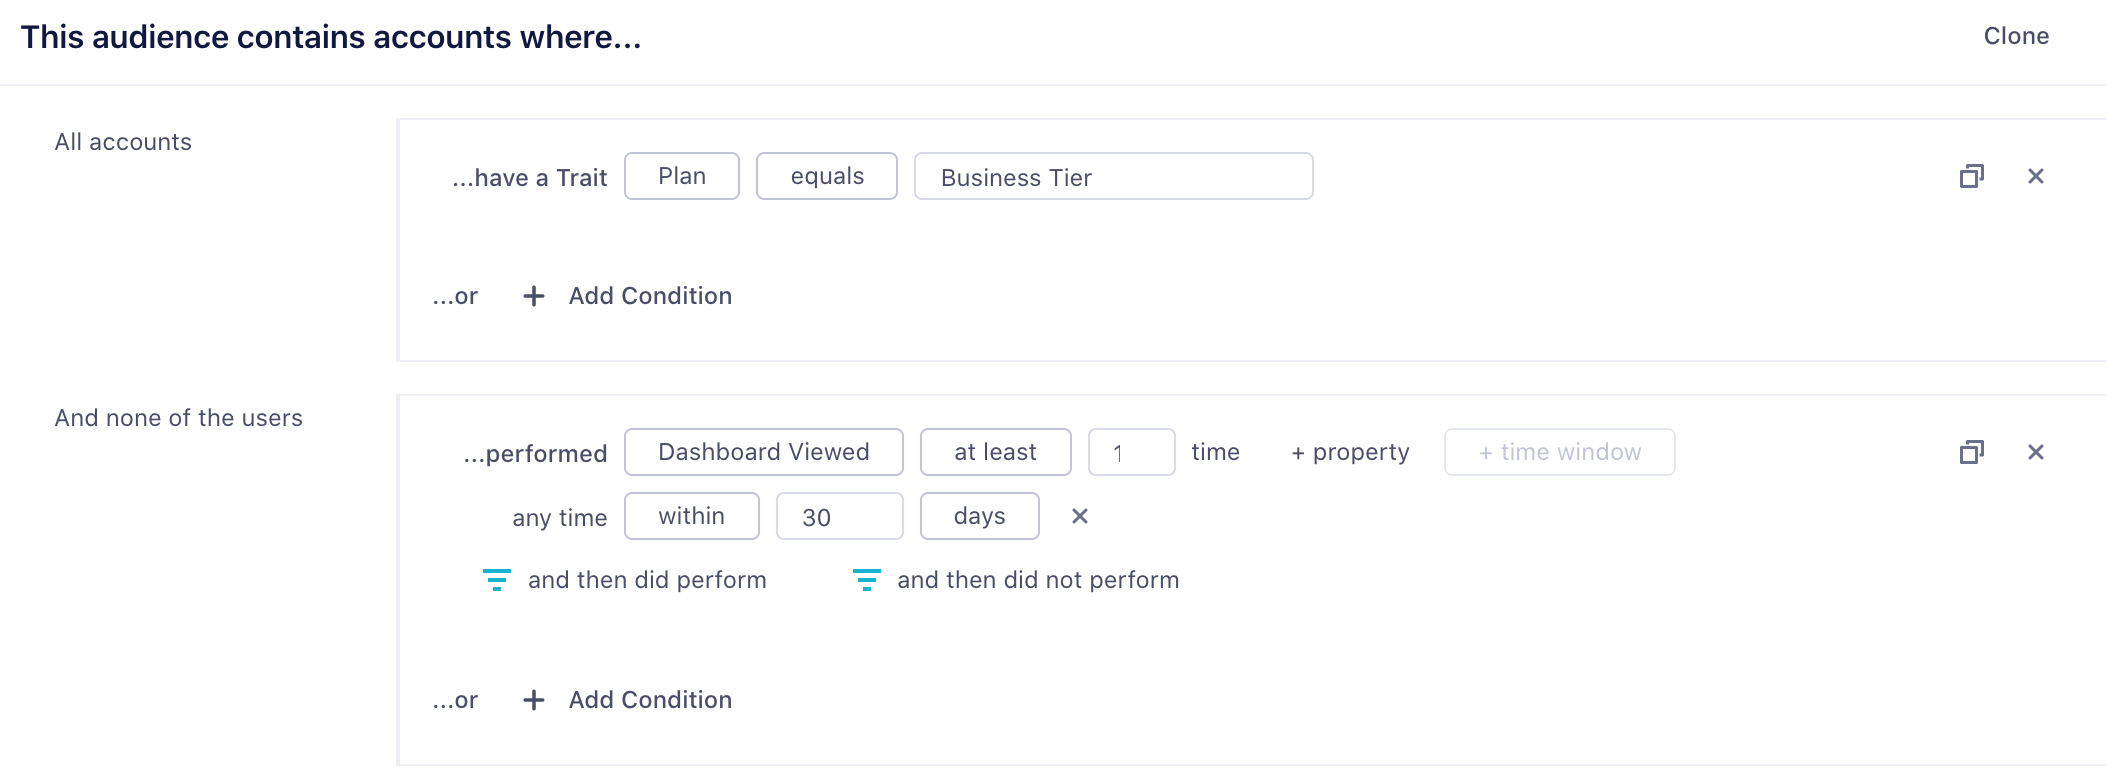 This audience contains accounts where...
Clone
All accounts
...have a Trait Plan equals Business Tier
...or + Add Condition
And none of the users
...performed Dashboard Viewed at least 1 time + property + time window
any time within 30 days
and then did perform and then did not perform
...or + Add Condition